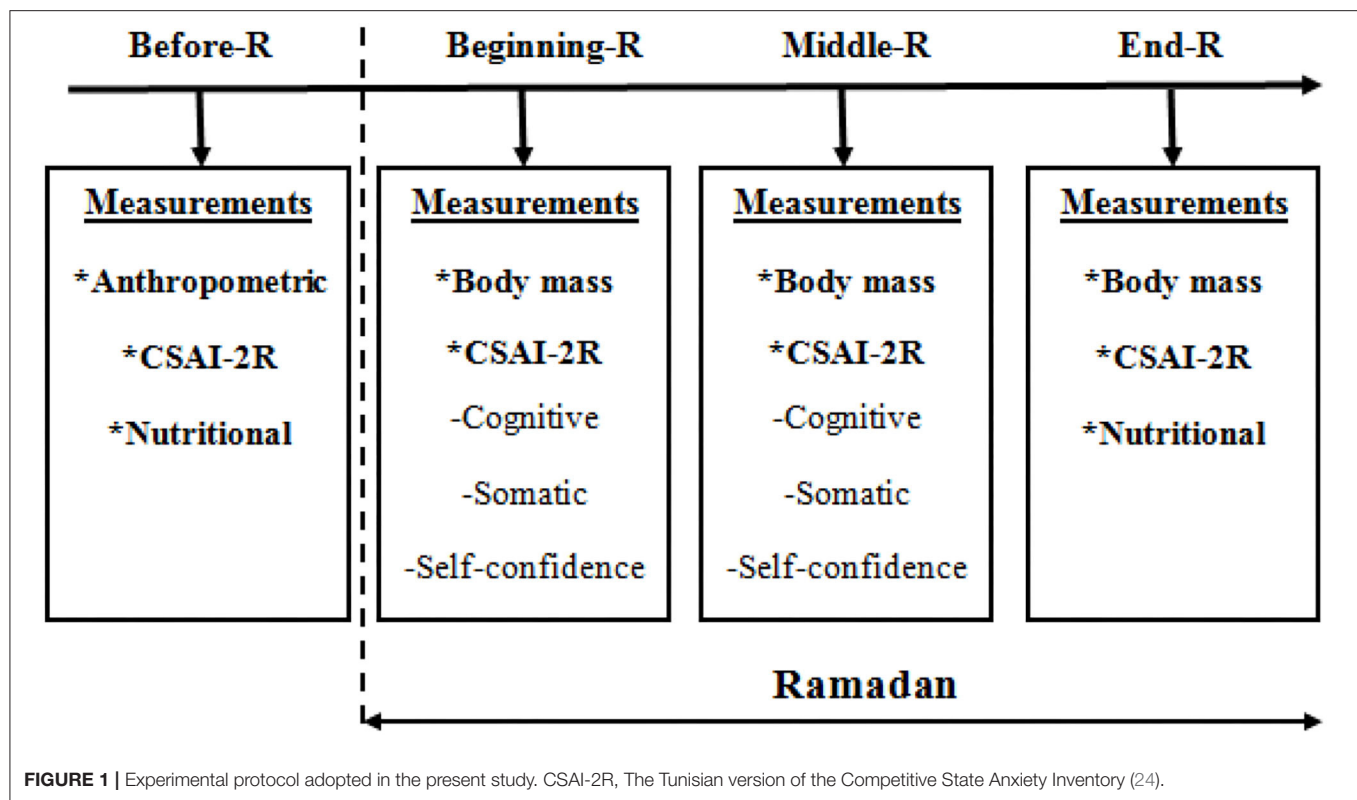 Before-R
Beginning-R
Middle-R
End-R
Measurements
*Anthropometric
*CSAI-2R
*Nutritional
Measurements
*Body mass
*CSAI-2R
-Cognitive
-Somatic
-Self-confidence
Measurements
*Body mass
*CSAI-2R
-Cognitive
-Somatic
-Self-confidence
Measurements
*Body mass
*CSAI-2R
*Nutritional
Ramadan
FIGURE 1 | Experimental protocol adopted in the present study. CSAI-2R, The Tunisian version of the Competitive State Anxiety Inventory (24).